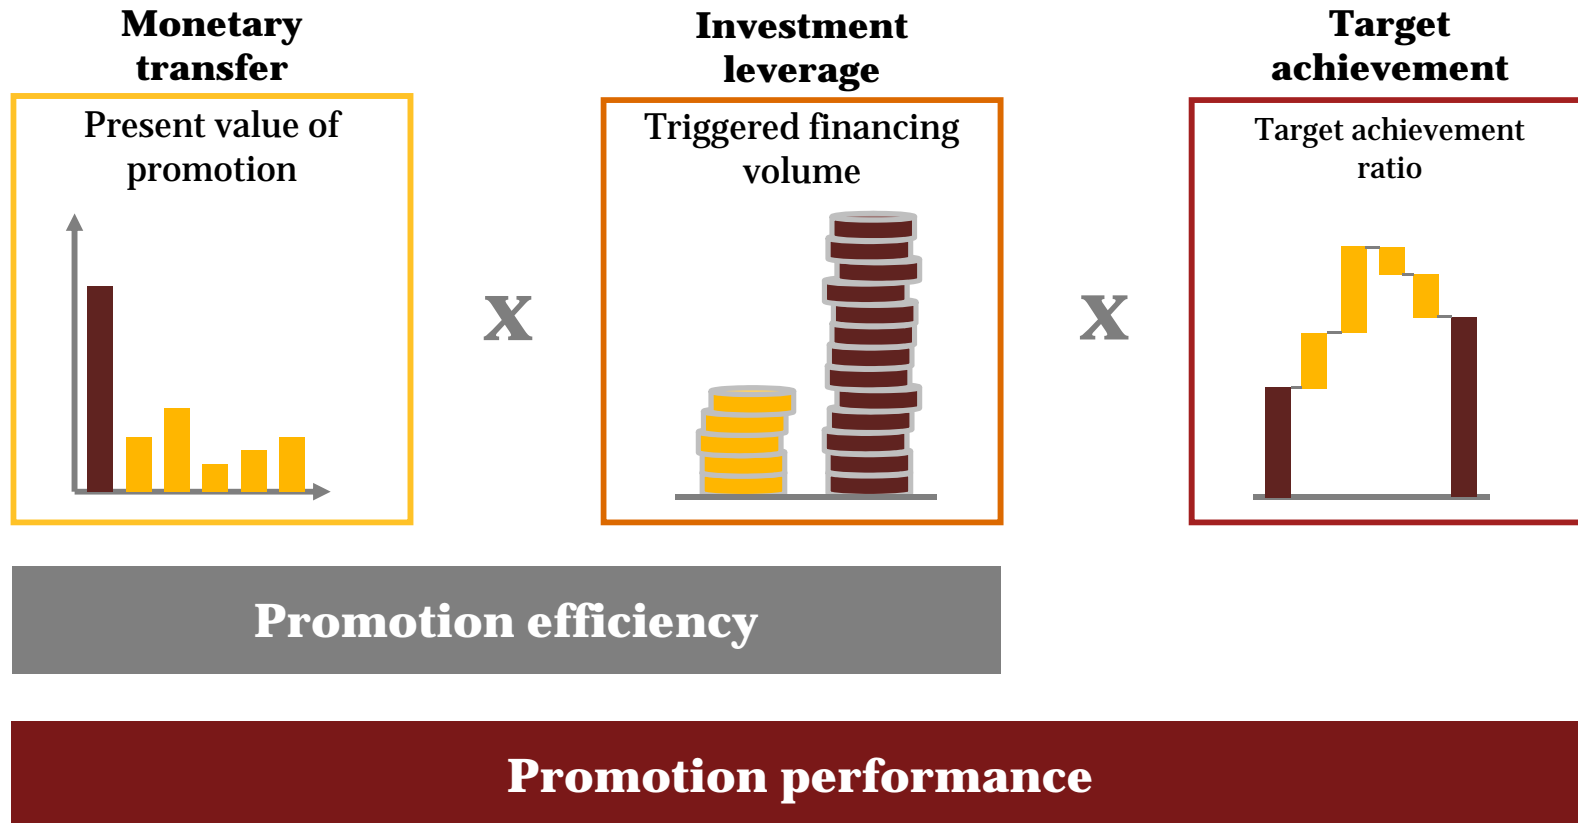 Monetary
transfer
Present value of
promotion
x
Investment
leverage
Triggered financing
volume
x
Target
achievement
Target achievement
ratio
Promotion efficiency
Promotion performance